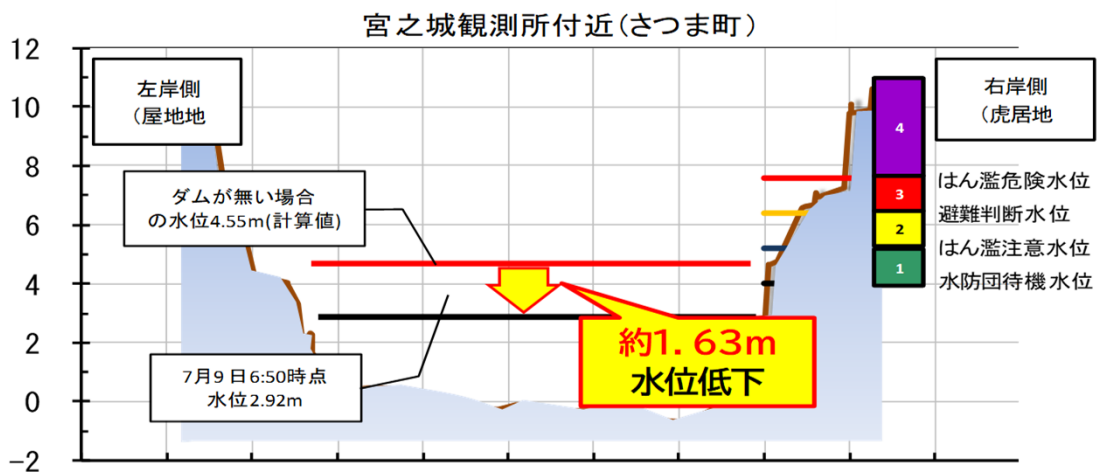 宮之城観測所付近(さつま町)
12
10
8
6
4
2
0
-2
左岸側
(屋地地
右岸側
(虎居地
ダムが無い場合
の水位4.55m(計算値)
7月9日6:50時点
水位2.92m
約1.63m
水位低下
4
3
2
1
はん濫危険水位
避難判断水位
はん濫注意水位
水防団待機水位